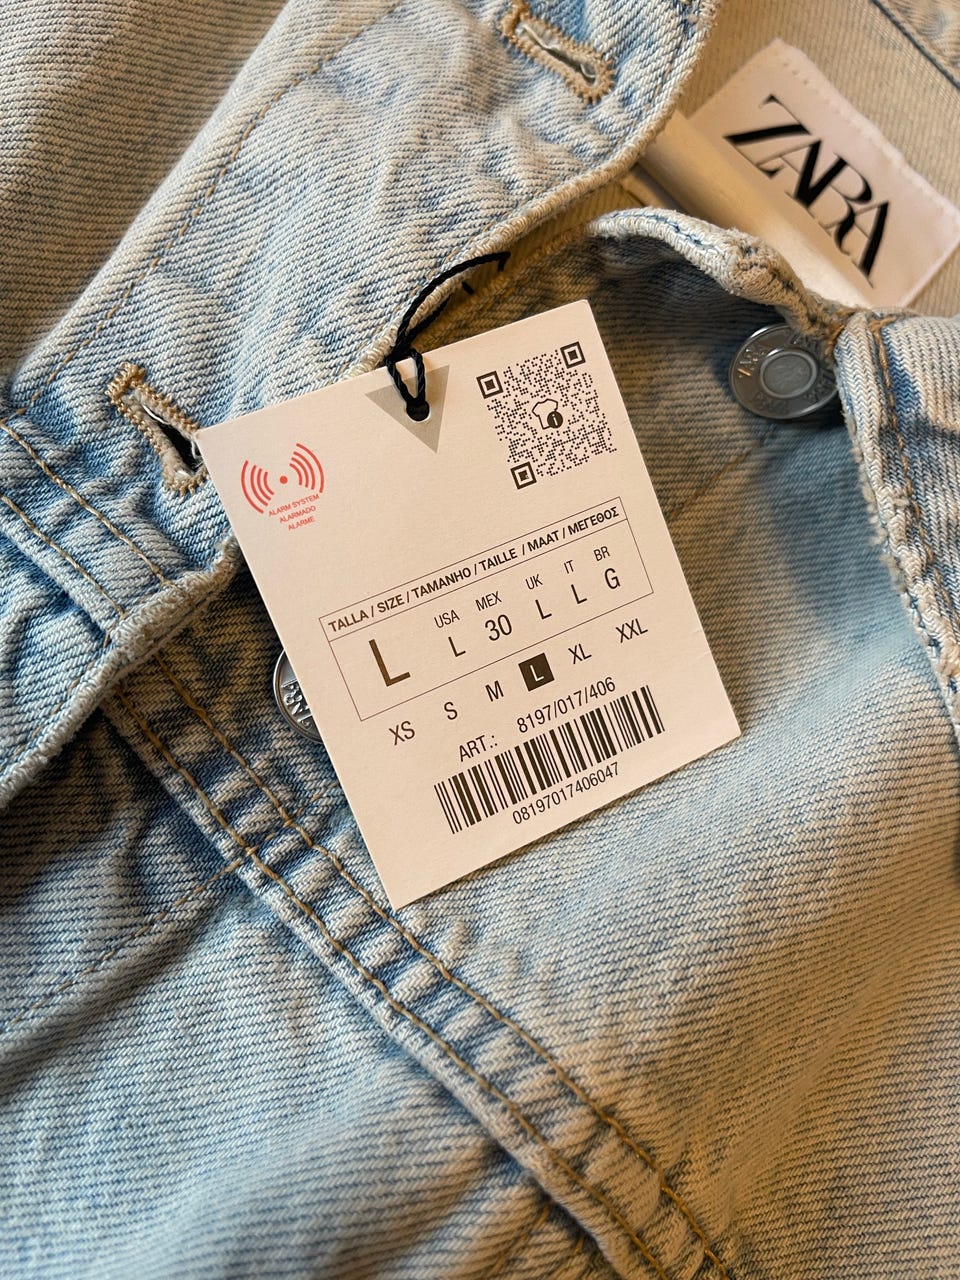 ZARA
ALARM SYSTEM
ALARMADO
ALARME
TALLA / SIZE / TAMANHO / TAILLE / MAAT / ΜΕΓΕΘΟΣ
L
USA MEX UK IT BR
L 30 L L G
XS S M L XL XXL
ART.: 8197/017/406
08197017406047